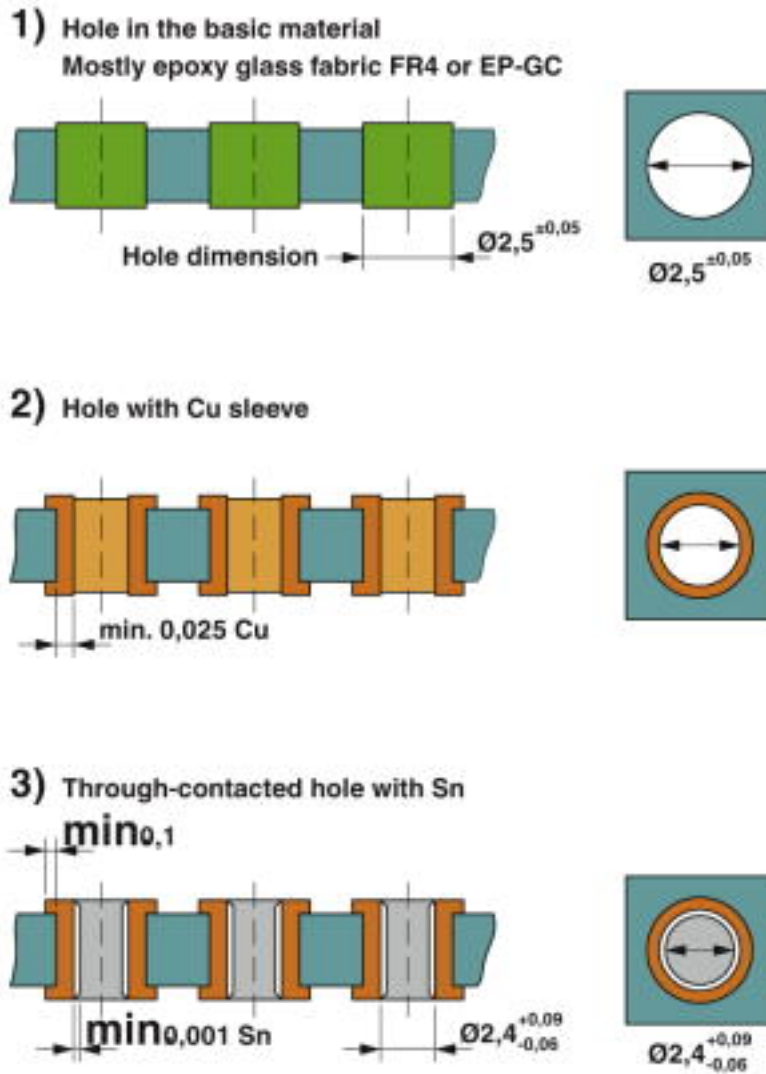 1) Hole in the basic material
Mostly epoxy glass fabric FR4 or EP-GC
Hole dimension
Ø2,5±0,05
Ø2,5±0,05
2) Hole with Cu sleeve
min. 0,025 Cu
3) Through-contacted hole with Sn
min0,1
min0,001 Sn
Ø2,4+0,09-0,06
Ø2,4+0,09-0,06